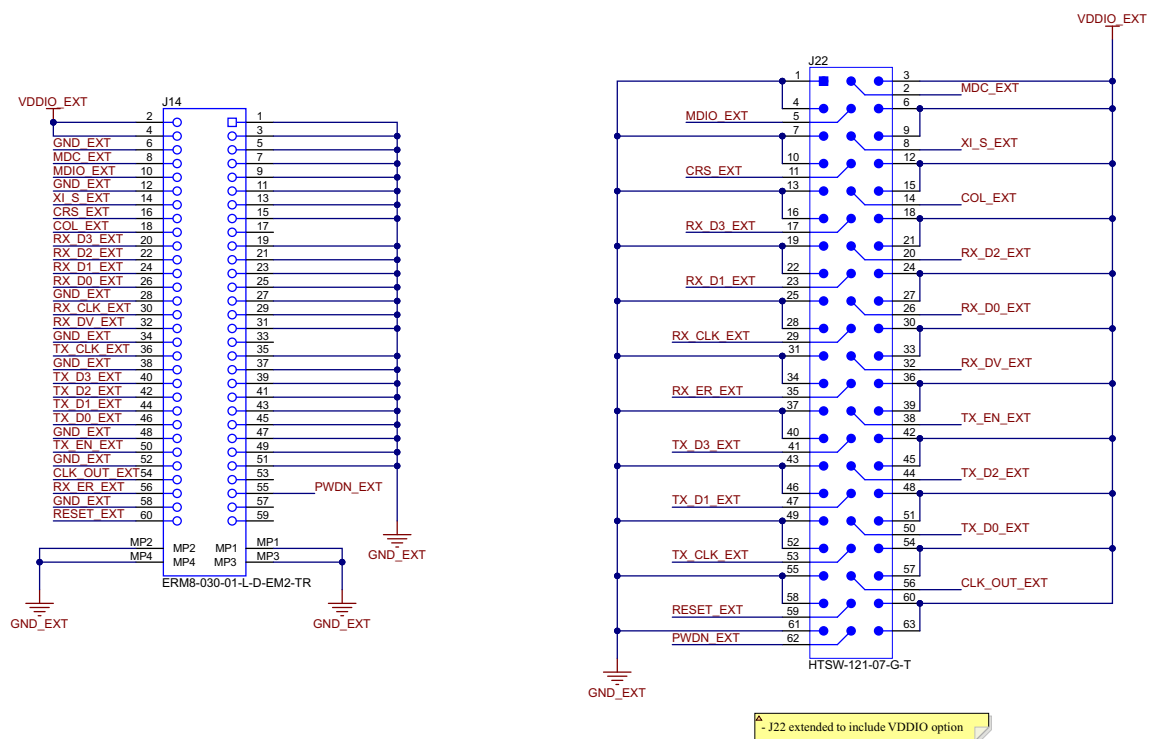 VDDIO_EXT
J14
2 1
4 3
GND_EXT 6 5
MDC_EXT 8 7
MDIO_EXT 10 9
GND_EXT 12 11
XI_S_EXT 14 13
CRS_EXT 16 15
COL_EXT 18 17
RX_D3_EXT 20 19
RX_D2_EXT 22 21
RX_D1_EXT 24 23
RX_D0_EXT 26 25
GND_EXT 28 27
RX_CLK_EXT 30 29
RX_DV_EXT 32 31
GND_EXT 34 33
TX_CLK_EXT 36 35
GND_EXT 38 37
TX_D3_EXT 40 39
TX_D2_EXT 42 41
TX_D1_EXT 44 43
TX_D0_EXT 46 45
GND_EXT 48 47
TX_EN_EXT 50 49
GND_EXT 52 51
CLK_OUT_EXT 54 53
RX_ER_EXT 56 55 PWDN_EXT
GND_EXT 58 57
RESET_EXT 60 59
MP2 MP2 MP1 MP1
MP4 MP4 MP3 MP3
ERM8-030-01-L-D-EM2-TR
GND_EXT
GND_EXT
GND_EXT
VDDIO_EXT
J22
1 3
2 MDC_EXT
4 6
MDIO_EXT 5
7 9
8 XI_S_EXT
10 12
CRS_EXT 11
13 15
14 COL_EXT
16 18
RX_D3_EXT 17
19 21
20 RX_D2_EXT
22 24
RX_D1_EXT 23
25 27
26 RX_D0_EXT
28 30
RX_CLK_EXT 29
31 33
32 RX_DV_EXT
34 36
RX_ER_EXT 35
37 39
38 TX_EN_EXT
40 42
TX_D3_EXT 41
43 45
44 TX_D2_EXT
46 48
TX_D1_EXT 47
49 51
50 TX_D0_EXT
52 54
TX_CLK_EXT 53
55 57
56 CLK_OUT_EXT
58 60
RESET_EXT 59
61 63
PWDN_EXT 62
HTSW-121-07-G-T
GND_EXT
- J22 extended to include VDDIO option